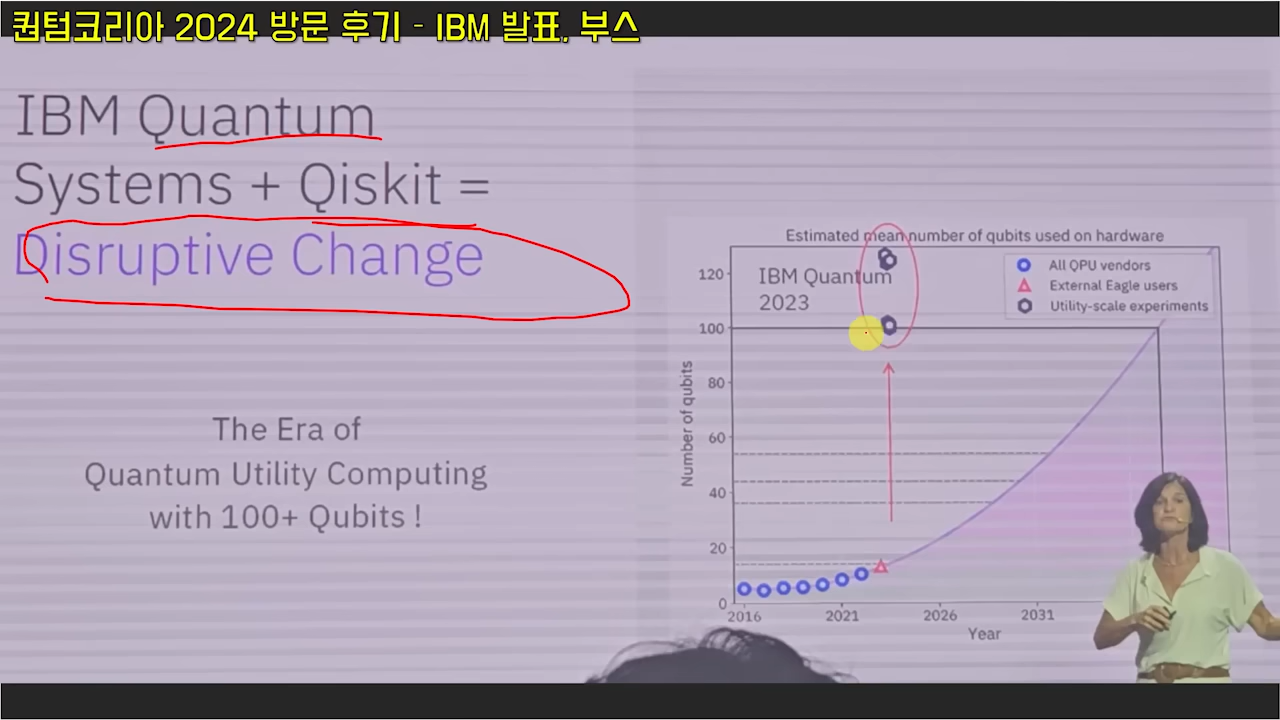 퀀텀코리아 2024 방문 후기 - IBM 발표, 부스
IBM Quantum
Systems + Qiskit =
Disruptive Change
The Era of
Quantum Utility Computing
with 100+ Qubits !
Estimated mean number of qubits used on hardware
IBM Quantum
2023
All QPU vendors
External Eagle users
Utility-scale experiments
Number of qubits
120
100
80
60
40
20
0
2016
2021
2026
2031
Year